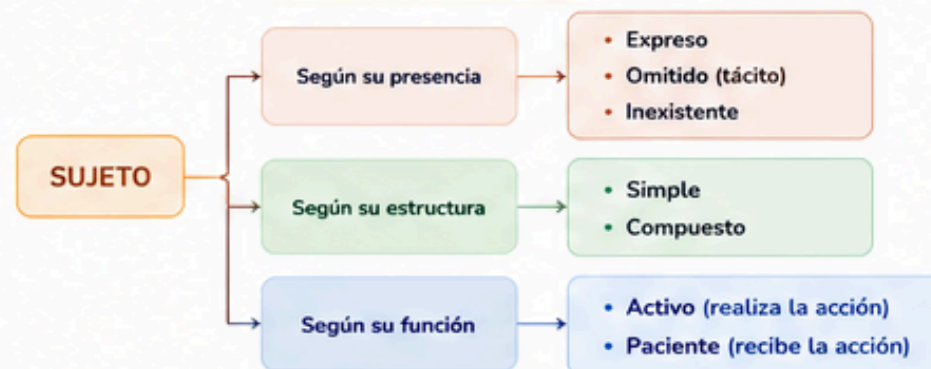 SUJETO
Según su presencia
• Expreso
• Omitido (tácito)
• Inexistente
Según su estructura
• Simple
• Compuesto
Según su función
• Activo (realiza la acción)
• Paciente (recibe la acción)